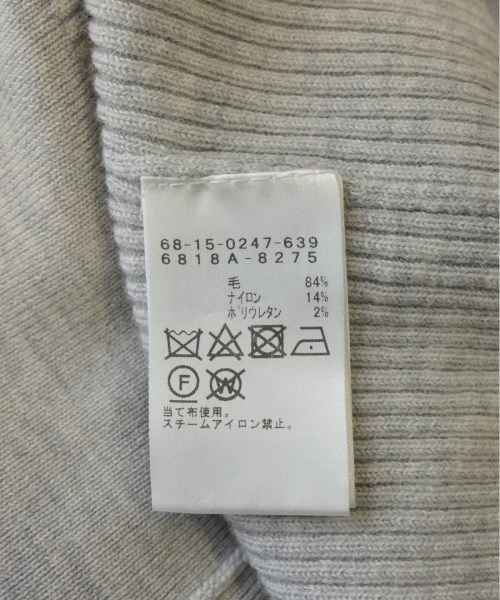 68-15-0247-639
6818A-8275
毛 84%
ナイロン 14%
ポリウレタン 2%
F W
当て布使用。
スチームアイロン禁止。